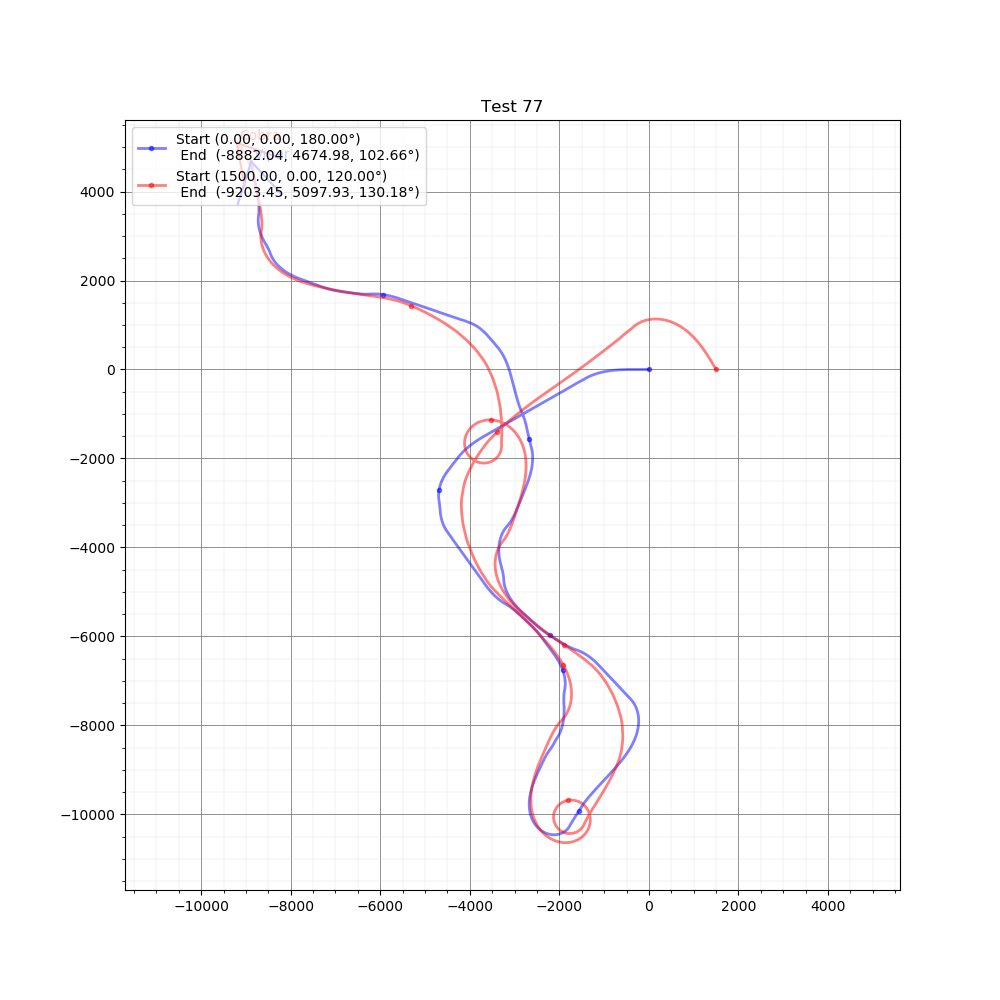 Test 77
Start (0.00, 0.00, 180.00°)
End (-8882.04, 4674.98, 102.66°)
Start (1500.00, 0.00, 120.00°)
End (-9203.45, 5097.93, 130.18°)
4000
2000
0
−2000
−4000
−6000
−8000
−10000
−10000 −8000 −6000 −4000 −2000 0 2000 4000